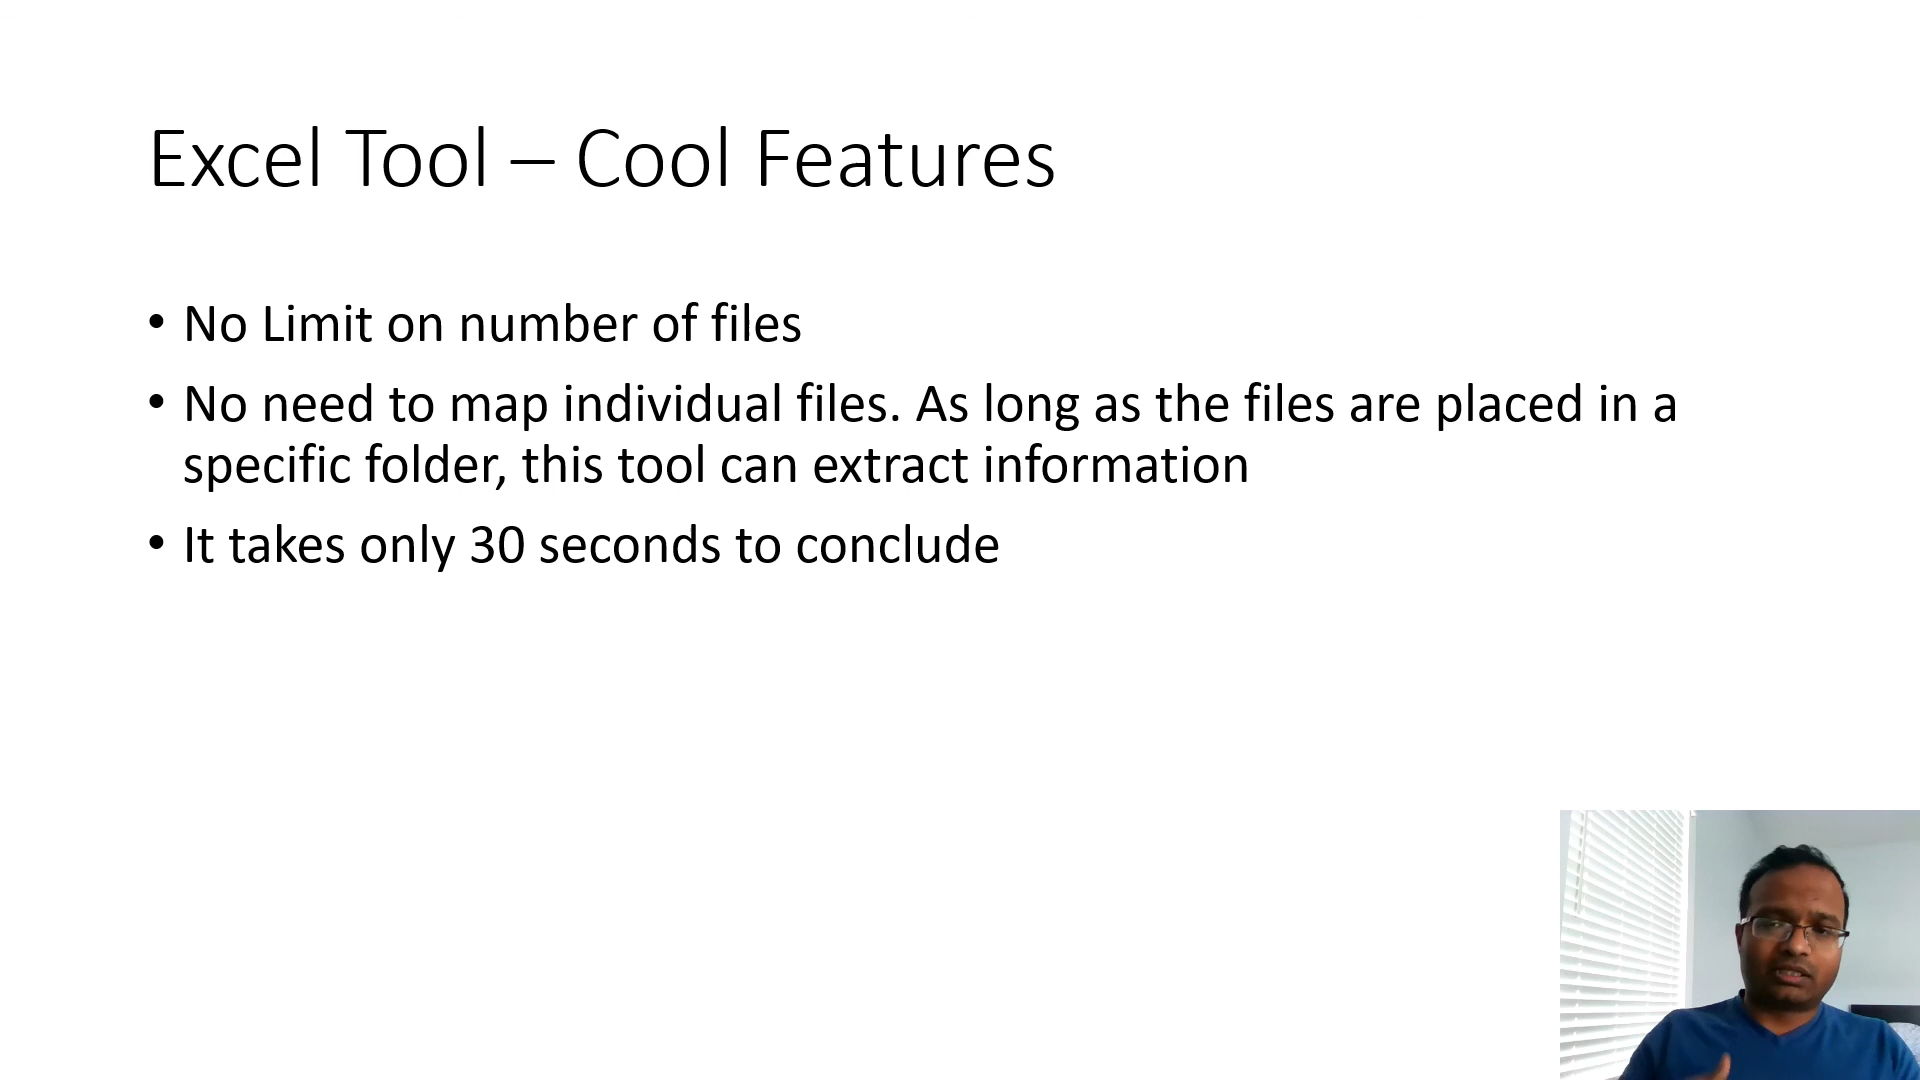 Excel Tool – Cool Features
• No Limit on number of files
• No need to map individual files. As long as the files are placed in a
specific folder, this tool can extract information
• It takes only 30 seconds to conclude